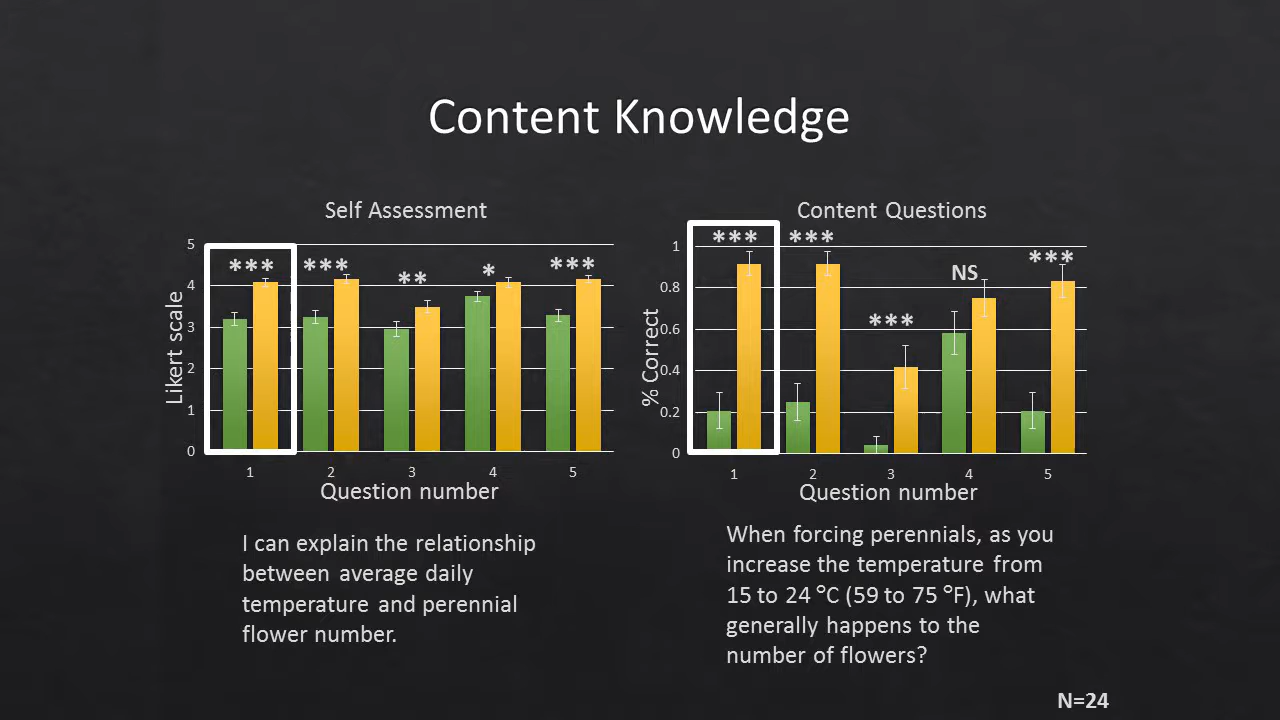 Content Knowledge
Self Assessment
Likert scale
5
4
3
2
1
0
***
***
**
*
***
1 2 3 4 5
Question number
I can explain the relationship
between average daily
temperature and perennial
flower number.
Content Questions
% Correct
1
0.8
0.6
0.4
0.2
0
***
***
***
NS
***
1 2 3 4 5
Question number
When forcing perennials, as you
increase the temperature from
15 to 24 °C (59 to 75 °F), what
generally happens to the
number of flowers?
N=24